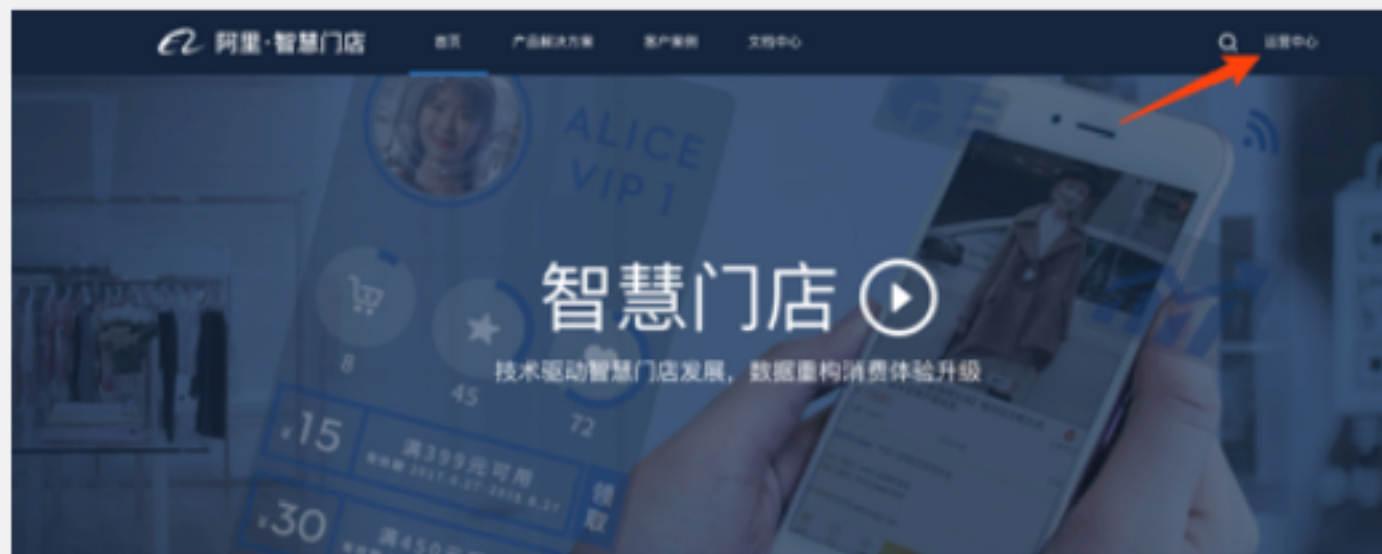 阿里·智慧门店
首页
产品解决方案
客户案例
文档中心
运营中心
ALICE
VIP 1
智慧门店
技术驱动智慧门店发展，数据重构消费体验升级
8
45
72
¥15
满399元可用
领取
¥30
满450元